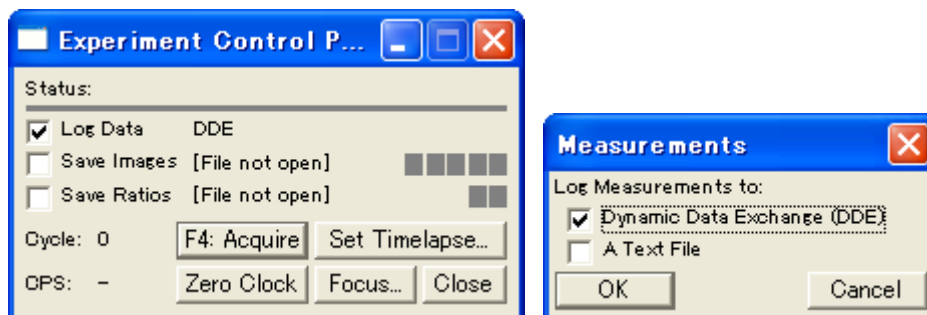 Experiment Control P...
Status:
Log Data DDE
Save Images [File not open]
Save Ratios [File not open]
Cycle: 0 F4: Acquire Set Timelapse...
CPS: - Zero Clock Focus... Close
Measurements
Log Measurements to:
Dynamic Data Exchange (DDE)
A Text File
OK Cancel